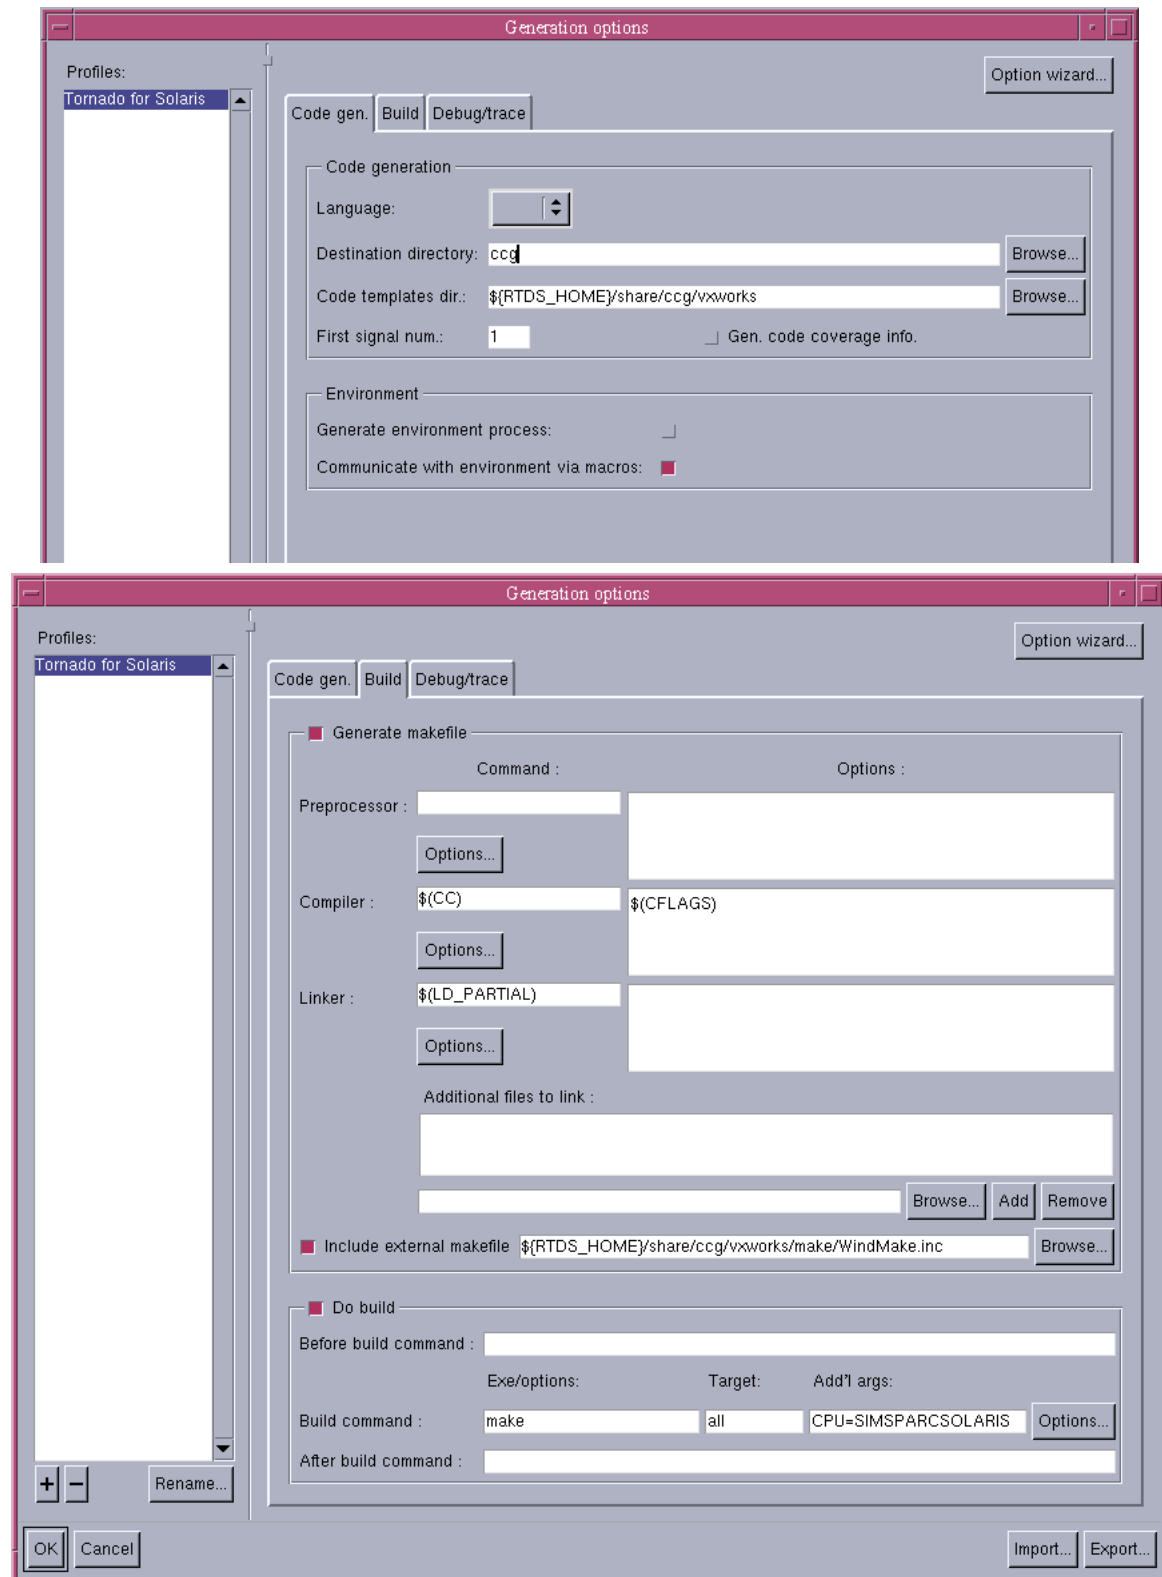 Generation options
Profiles:
Option wizard...
Tornado for Solaris
Code gen. Build Debug/trace
Code generation
Language:
Destination directory: ccg Browse...
Code templates dir.: ${RTDS_HOME}/share/ccg/vxworks Browse...
First signal num.: 1 Gen. code coverage info.
Environment
Generate environment process:
Communicate with environment via macros:
Generation options
Profiles:
Option wizard...
Tornado for Solaris
Code gen. Build Debug/trace
Generate makefile
Command : Options :
Preprocessor :
Options...
Compiler : $(CC) $(CFLAGS)
Options...
Linker : $(LD_PARTIAL)
Options...
Additional files to link :
Browse... Add Remove
Include external makefile ${RTDS_HOME}/share/ccg/vxworks/make/WindMake.inc Browse...
Do build
Before build command :
Exe/options: Target: Add'l args:
Build command : make all CPU=SIMSPARCSOLARIS Options...
After build command :
+ − Rename...
OK Cancel Import... Export...